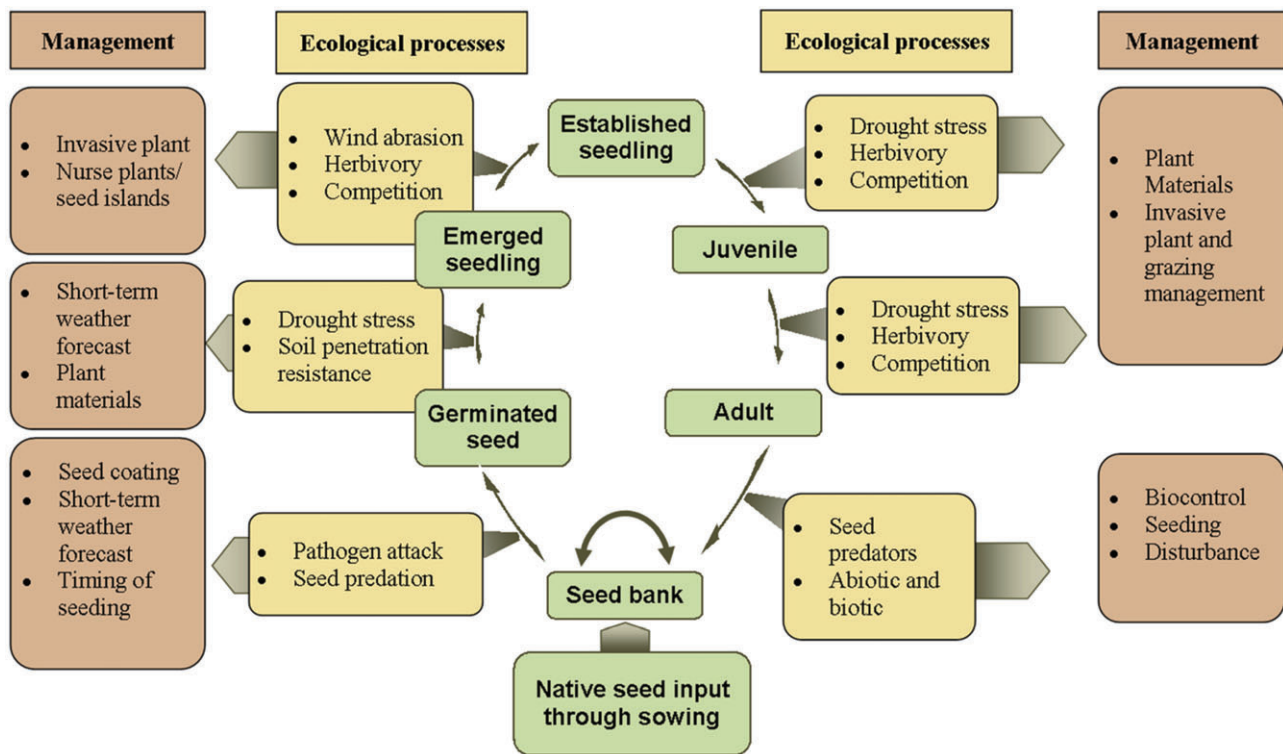 Management
Ecological processes
Ecological processes
Management
• Invasive plant
• Nurse plants/
seed islands
• Wind abrasion
• Herbivory
• Competition
Established
seedling
• Drought stress
• Herbivory
• Competition
• Plant
Materials
• Invasive
plant and
grazing
management
Emerged
seedling
Juvenile
• Short-term
weather
forecast
• Plant
materials
• Drought stress
• Soil penetration
resistance
• Drought stress
• Herbivory
• Competition
Germinated
seed
Adult
• Seed coating
• Short-term
weather
forecast
• Timing of
seeding
• Pathogen attack
• Seed predation
Seed bank
• Seed
predators
• Abiotic and
biotic
• Biocontrol
• Seeding
• Disturbance
Native seed input
through sowing